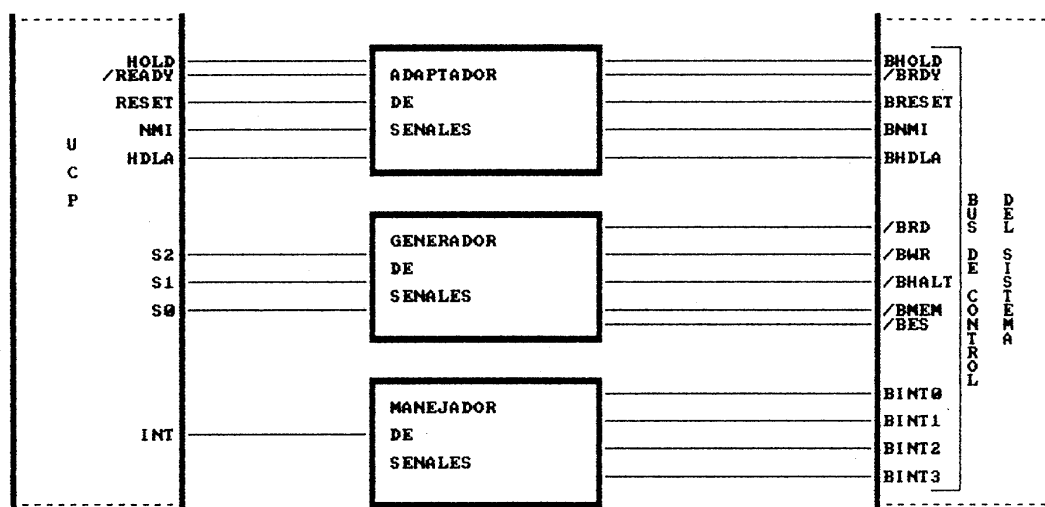 HOLD
/READY
RESET
NMI
HDLA
UCP
ADAPTADOR
DE
SENALES
BHOLD
/BRDY
BRESET
BNMI
BHDLA
S2
S1
S0
GENERADOR
DE
SENALES
/BRD
/BWR
/BHALT
/BMEM
/BES
INT
MANEJADOR
DE
SENALES
BINT0
BINT1
BINT2
BINT3
BUS DE CONTROL
DEL SISTEMA